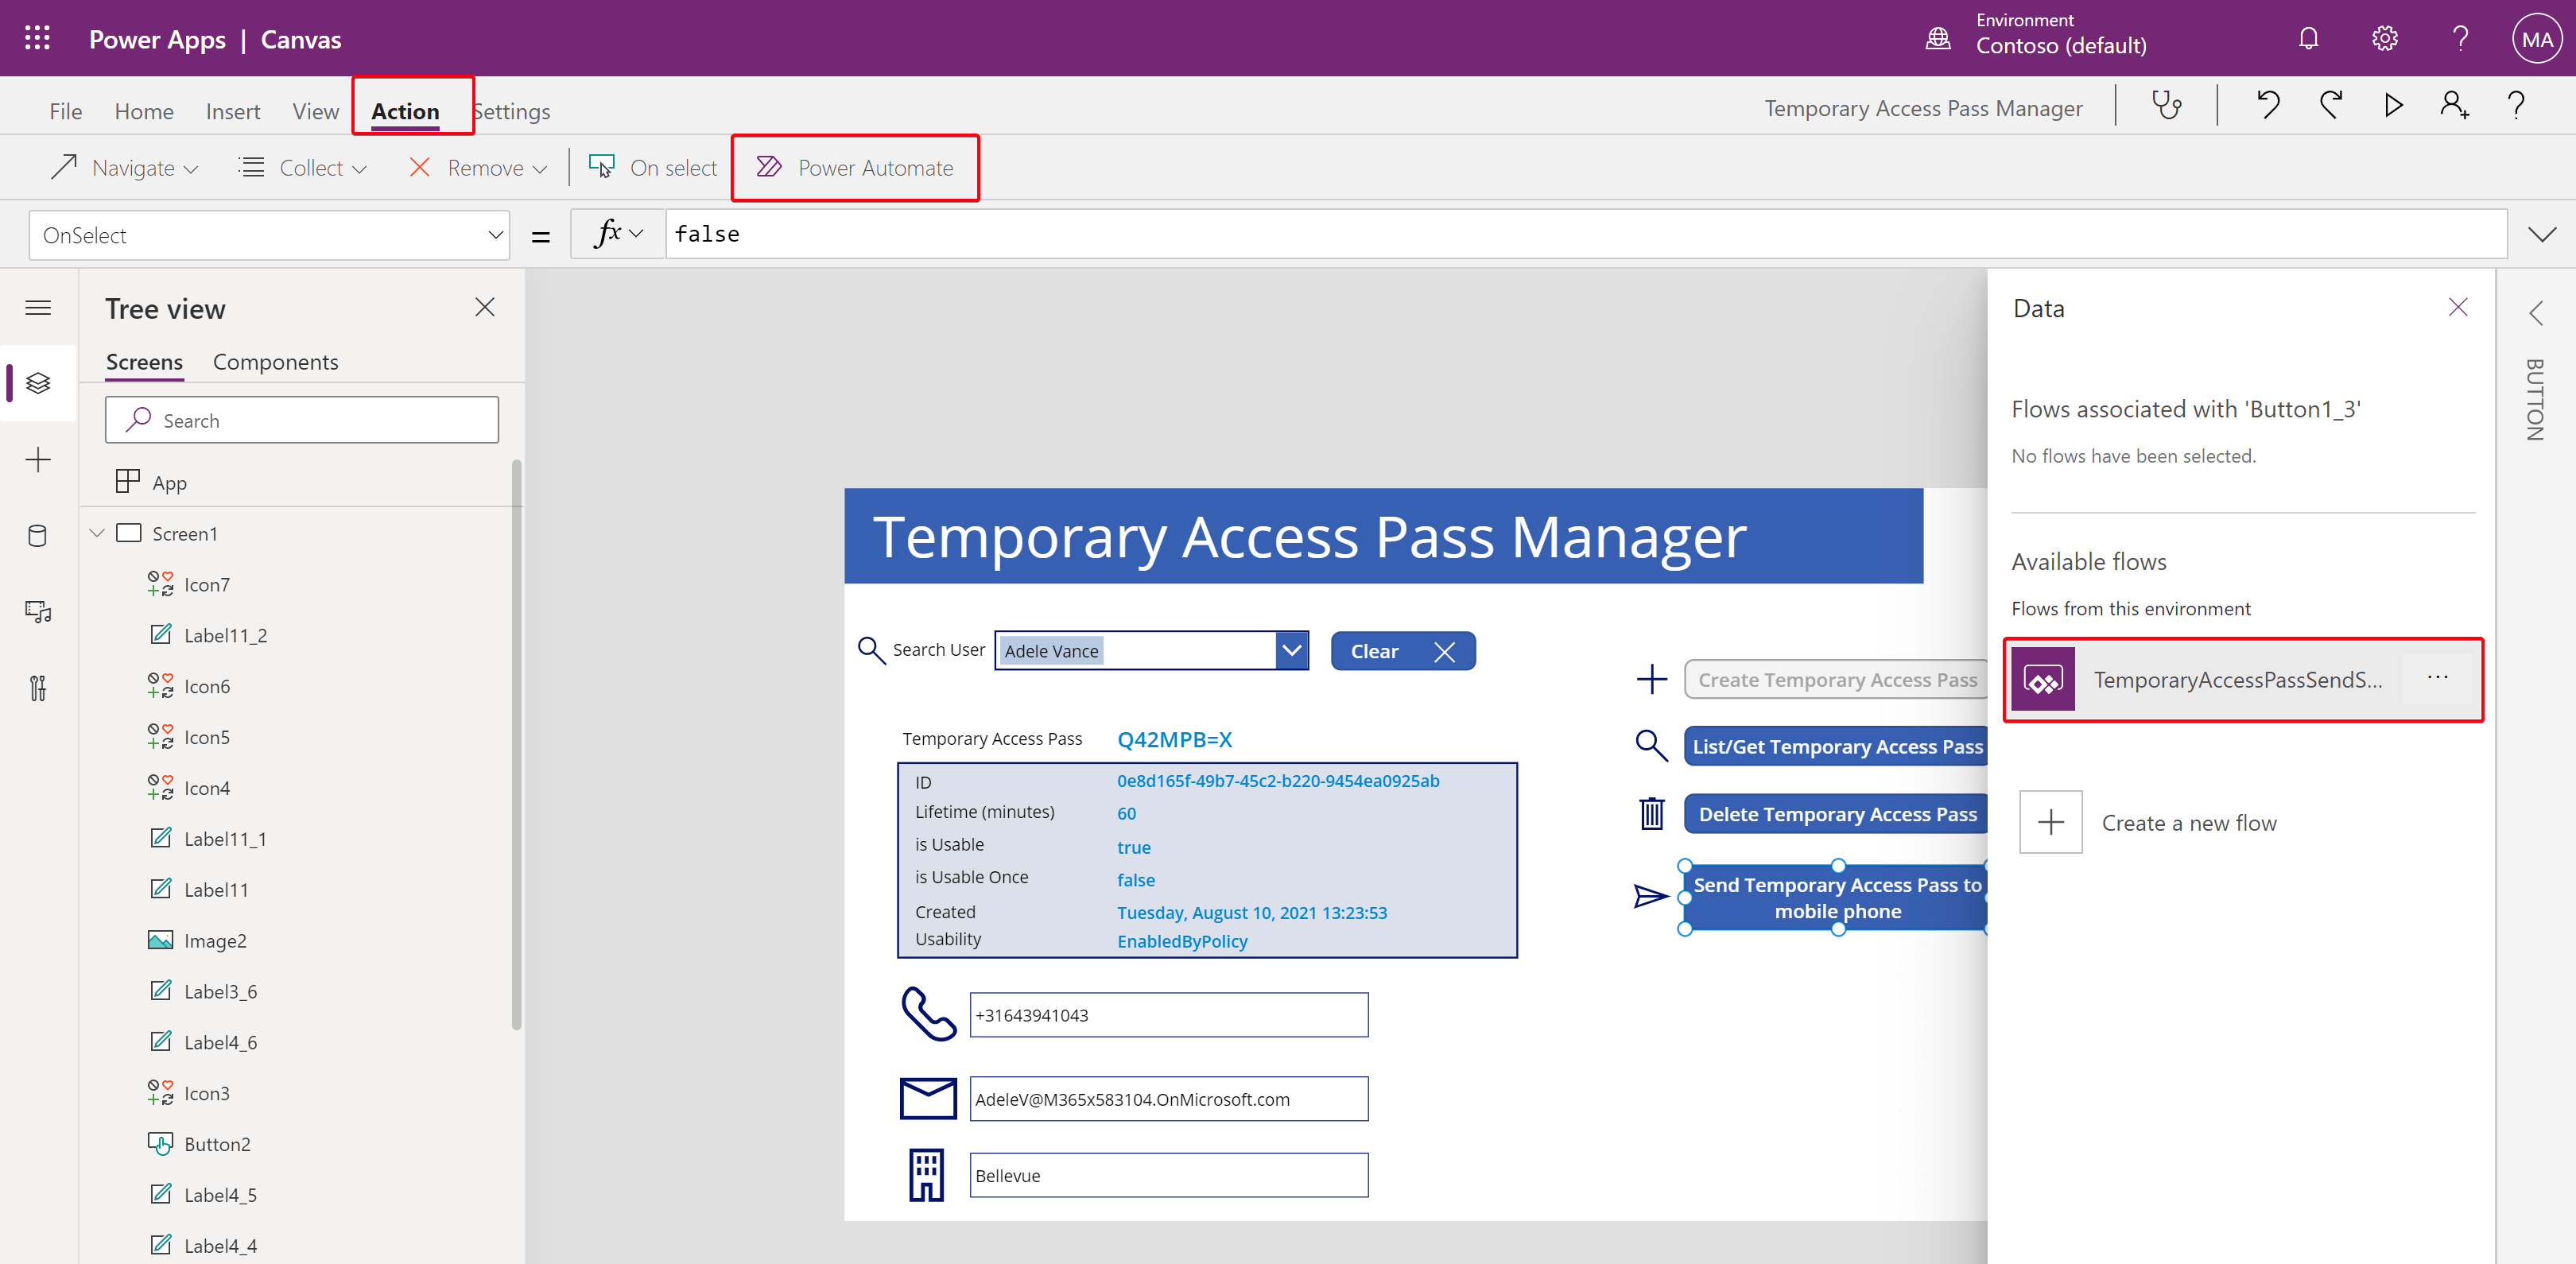 Power Apps | Canvas
Environment
Contoso (default)
MA
File Home Insert View Action Settings
Temporary Access Pass Manager
Navigate Collect Remove On select Power Automate
OnSelect = fx false
Tree view
Screens Components
Search
App
Screen1
Icon7
Label11_2
Icon6
Icon5
Icon4
Label11_1
Label11
Image2
Label3_6
Label4_6
Icon3
Button2
Label4_5
Label4_4
Temporary Access Pass Manager
Search User Adele Vance Clear
Temporary Access Pass Q42MPB=X
ID 0e8d165f-49b7-45c2-b220-9454ea0925ab
Lifetime (minutes) 60
is Usable true
is Usable Once false
Created Tuesday, August 10, 2021 13:23:53
Usability EnabledByPolicy
+31643941043
AdeleV@M365x583104.OnMicrosoft.com
Bellevue
Create Temporary Access Pass
List/Get Temporary Access Pass
Delete Temporary Access Pass
Send Temporary Access Pass to
mobile phone
Data
Flows associated with 'Button1_3'
No flows have been selected.
Available flows
Flows from this environment
TemporaryAccessPassSendS... ...
Create a new flow
BUTTON